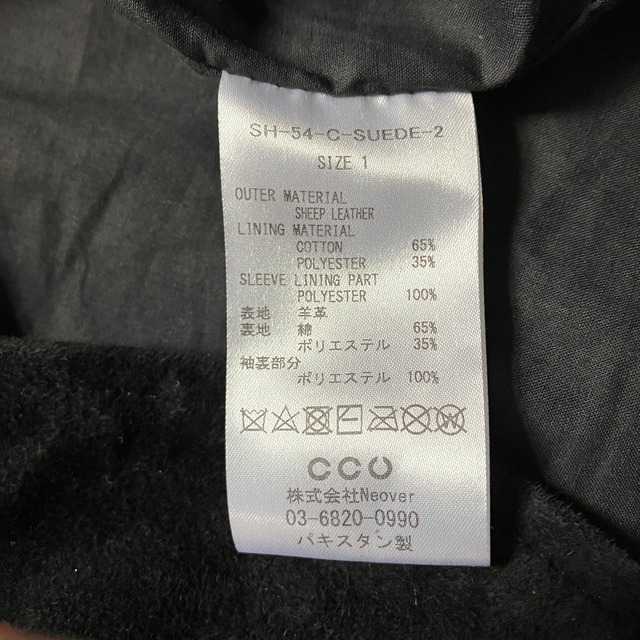 SH-54-C-SUEDE-2
SIZE 1
OUTER MATERIAL
SHEEP LEATHER
LINING MATERIAL
COTTON 65%
POLYESTER 35%
SLEEVE LINING PART
POLYESTER 100%
表地 羊革
裏地 綿 65%
ポリエステル 35%
袖裏部分
ポリエステル 100%
CCU
株式会社Neover
03-6820-0990
パキスタン製